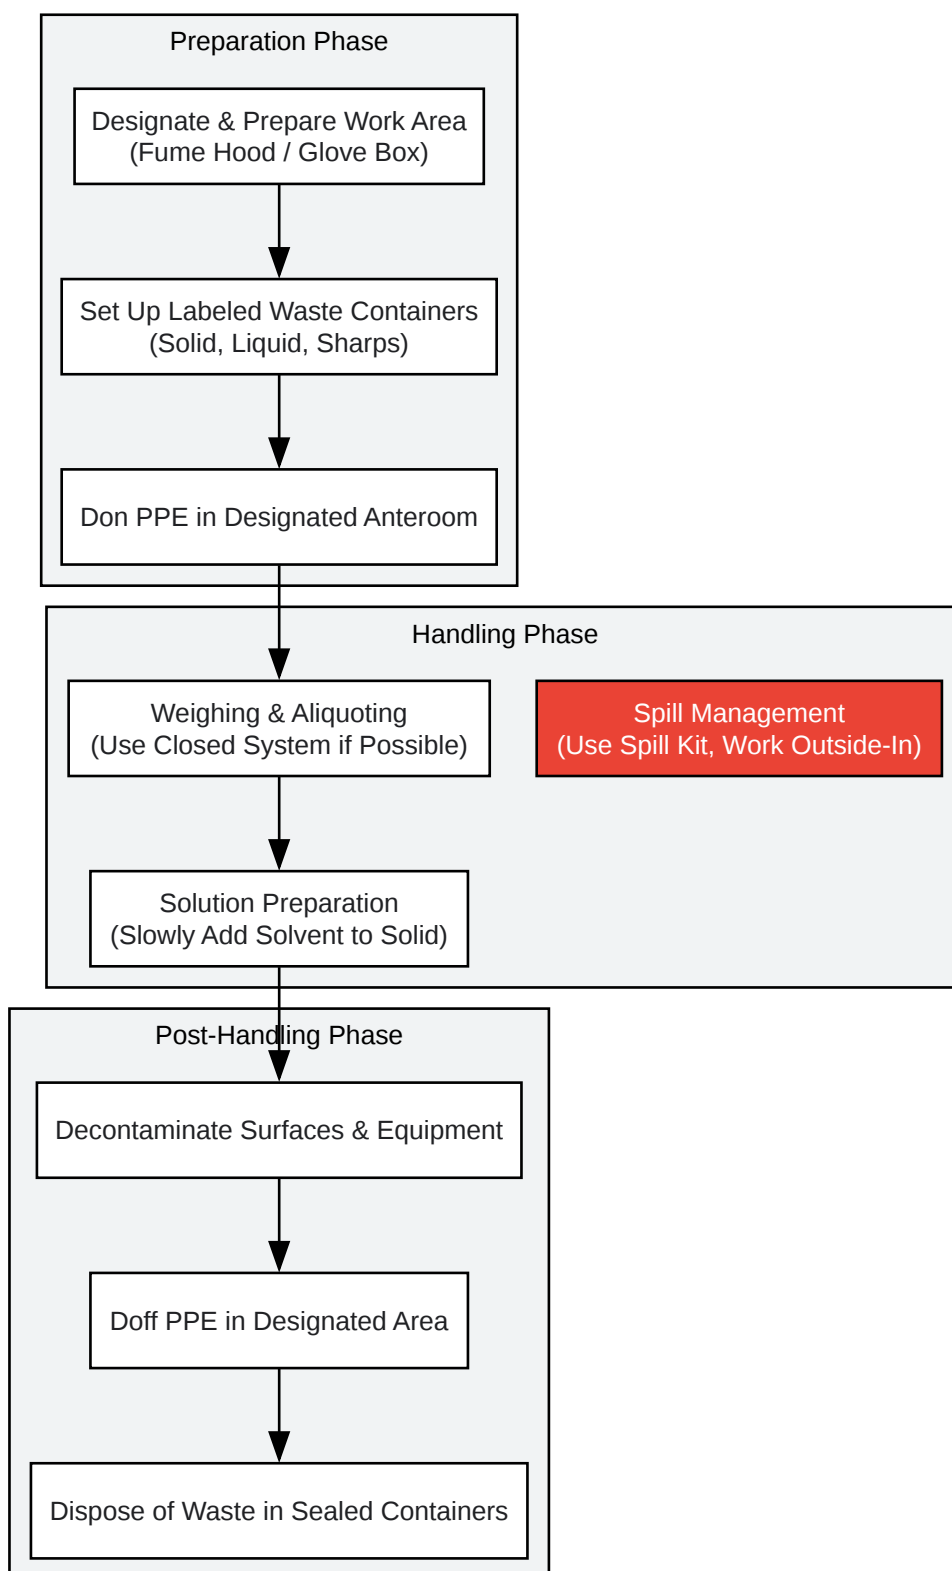 Preparation Phase
Designate & Prepare Work Area
(Fume Hood / Glove Box)
Set Up Labeled Waste Containers
(Solid, Liquid, Sharps)
Don PPE in Designated Anteroom
Handling Phase
Weighing & Aliquoting
(Use Closed System if Possible)
Spill Management
(Use Spill Kit, Work Outside-In)
Solution Preparation
(Slowly Add Solvent to Solid)
Post-Handling Phase
Decontaminate Surfaces & Equipment
Doff PPE in Designated Area
Dispose of Waste in Sealed Containers